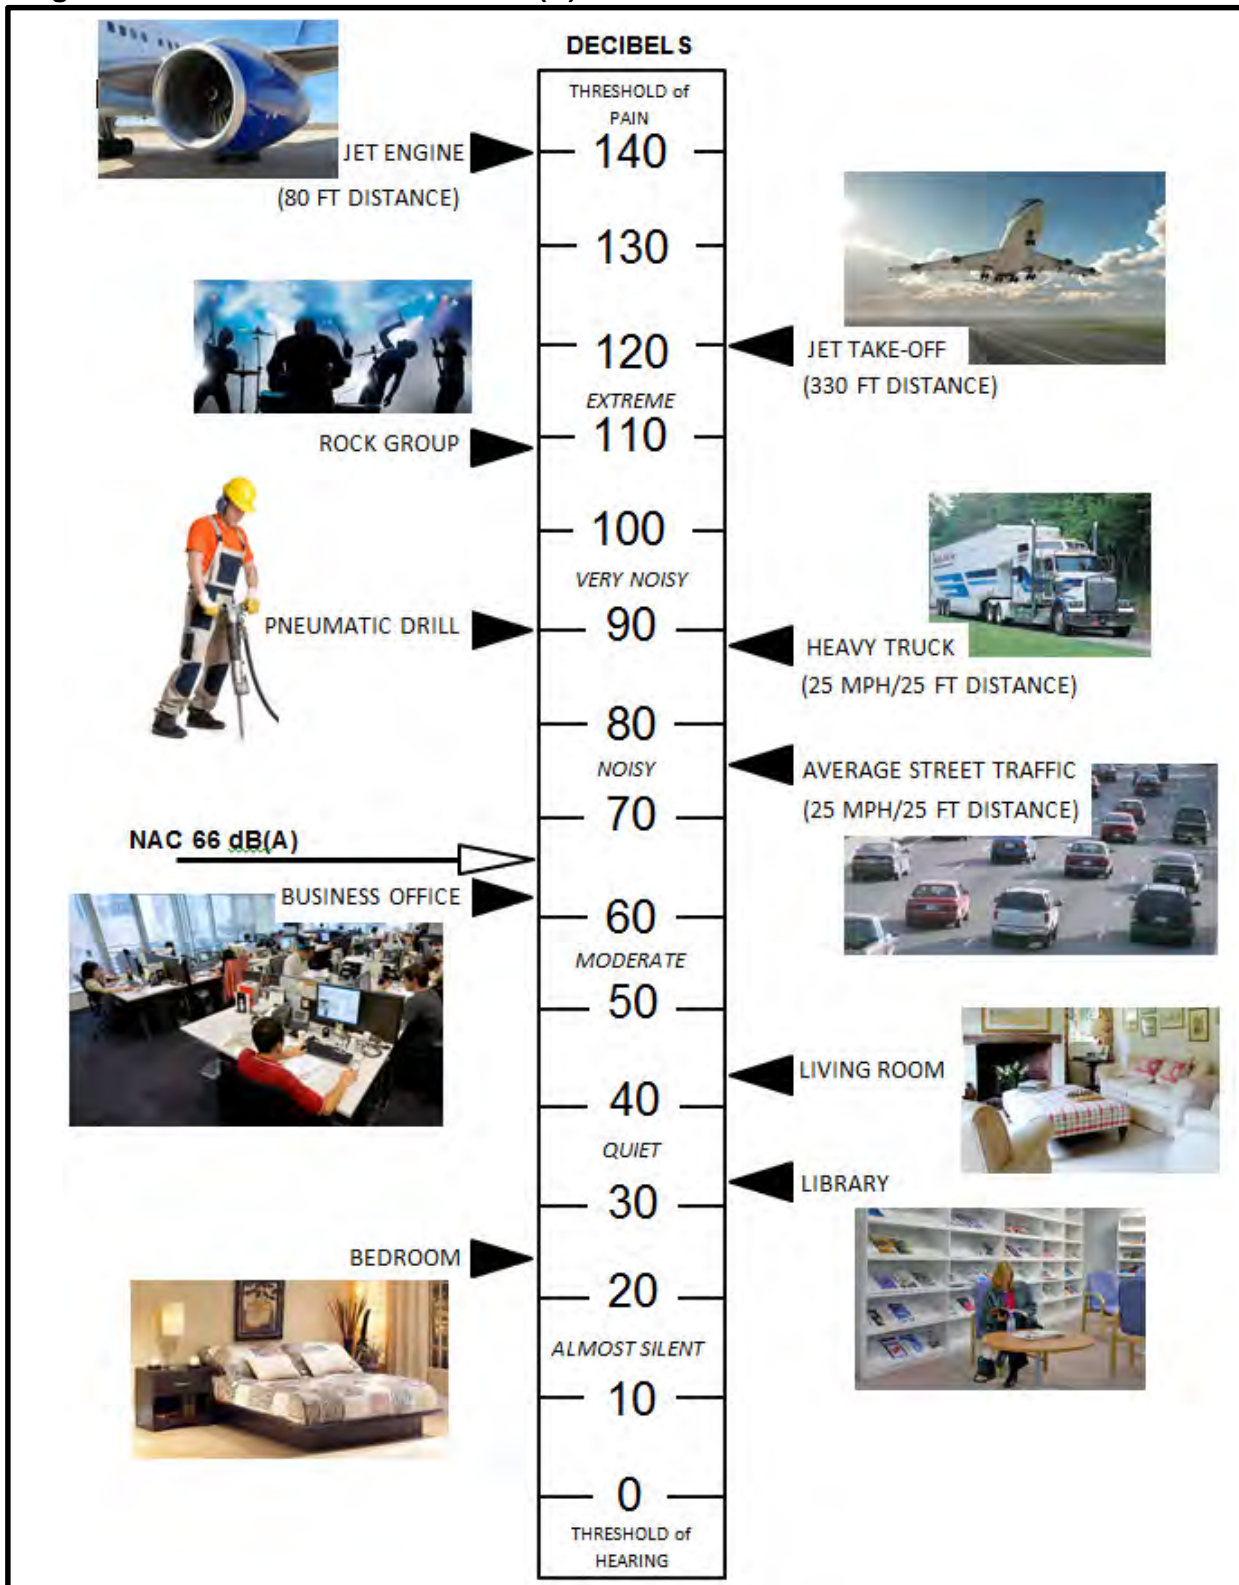 DECIBELS
THRESHOLD of
PAIN
140
JET ENGINE
(80 FT DISTANCE)
130
120
JET TAKE-OFF
(330 FT DISTANCE)
EXTREME
110
ROCK GROUP
100
VERY NOISY
90
PNEUMATIC DRILL
HEAVY TRUCK
(25 MPH/25 FT DISTANCE)
80
NOISY
AVERAGE STREET TRAFFIC
(25 MPH/25 FT DISTANCE)
70
NAC 66 dB(A)
BUSINESS OFFICE
60
MODERATE
50
LIVING ROOM
40
QUIET
LIBRARY
30
BEDROOM
20
ALMOST SILENT
10
0
THRESHOLD of
HEARING